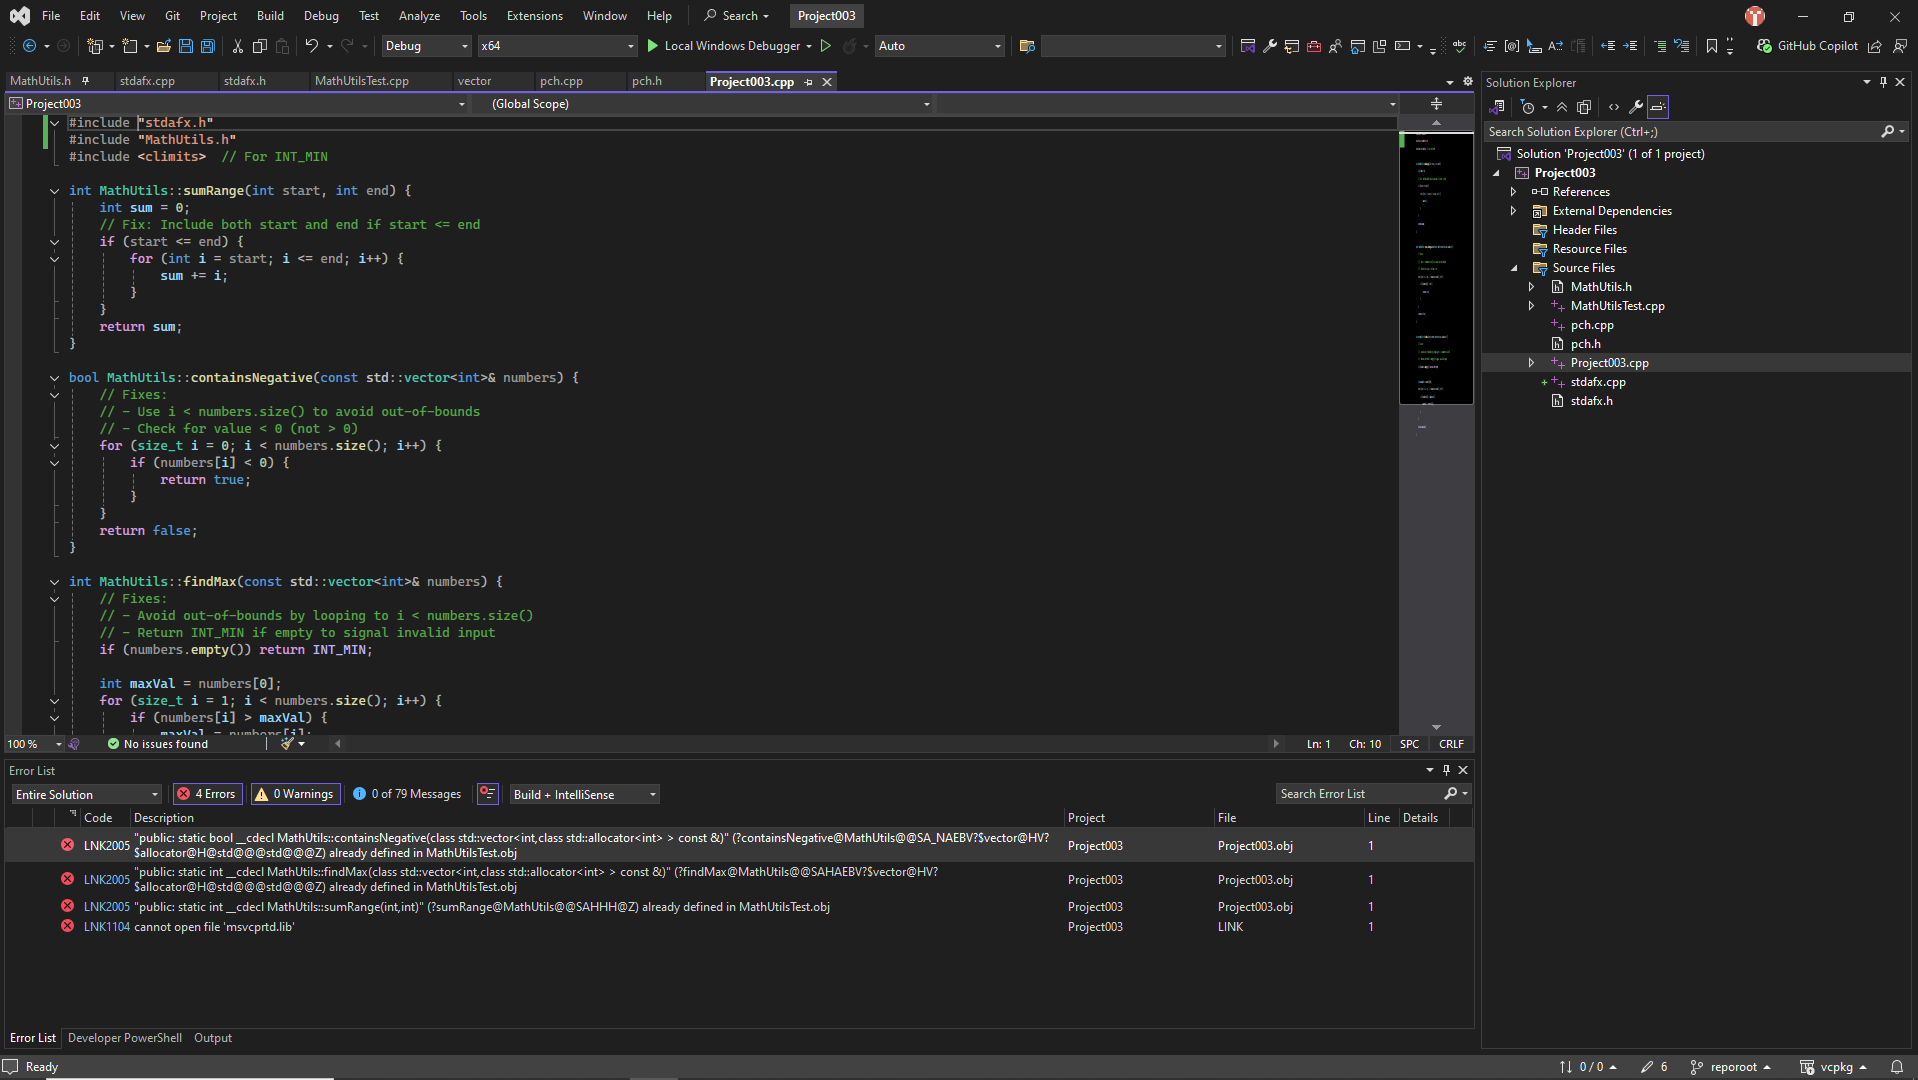 File Edit View Git Project Build Debug Test Analyze Tools Extensions Window Help Search Project003
Debug x64 Local Windows Debugger Auto GitHub Copilot
MathUtils.h stdafx.cpp stdafx.h MathUtilsTest.cpp vector pch.cpp pch.h Project003.cpp
Project003 (Global Scope)
#include "stdafx.h"
#include "MathUtils.h"
#include <climits>  // For INT_MIN
int MathUtils::sumRange(int start, int end) {
int sum = 0;
// Fix: Include both start and end if start <= end
if (start <= end) {
for (int i = start; i <= end; i++) {
sum += i;
}
}
return sum;
}
bool MathUtils::containsNegative(const std::vector<int>& numbers) {
// Fixes:
// - Use i < numbers.size() to avoid out-of-bounds
// - Check for value < 0 (not > 0)
for (size_t i = 0; i < numbers.size(); i++) {
if (numbers[i] < 0) {
return true;
}
}
return false;
}
int MathUtils::findMax(const std::vector<int>& numbers) {
// Fixes:
// - Avoid out-of-bounds by looping to i < numbers.size()
// - Return INT_MIN if empty to signal invalid input
if (numbers.empty()) return INT_MIN;
int maxVal = numbers[0];
for (size_t i = 1; i < numbers.size(); i++) {
if (numbers[i] > maxVal) {
maxVal = numbers[i];
100 % No issues found Ln: 1 Ch: 10 SPC CRLF
Error List
Entire Solution 4 Errors 0 Warnings 0 of 79 Messages Build + IntelliSense Search Error List
Code Description Project File Line Details
LNK2005 "public: static bool __cdecl MathUtils::containsNegative(class std::vector<int,class std::allocator<int> > const &)" (?containsNegative@MathUtils@@SA_NAEBV?$vector@HV?
$allocator@H@std@@@std@@@Z) already defined in MathUtilsTest.obj Project003 Project003.obj 1
LNK2005 "public: static int __cdecl MathUtils::findMax(class std::vector<int,class std::allocator<int> > const &)" (?findMax@MathUtils@@SAHAEBV?$vector@HV?
$allocator@H@std@@@std@@@Z) already defined in MathUtilsTest.obj Project003 Project003.obj 1
LNK2005 "public: static int __cdecl MathUtils::sumRange(int,int)" (?sumRange@MathUtils@@SAHHH@Z) already defined in MathUtilsTest.obj Project003 Project003.obj 1
LNK1104 cannot open file 'msvcprtd.lib' Project003 LINK 1
Error List Developer PowerShell Output
Solution Explorer
Search Solution Explorer (Ctrl+;)
Solution 'Project003' (1 of 1 project)
Project003
References
External Dependencies
Header Files
Resource Files
Source Files
MathUtils.h
MathUtilsTest.cpp
pch.cpp
pch.h
Project003.cpp
stdafx.cpp
stdafx.h
Ready 0 / 0 6 reporoot vcpkg